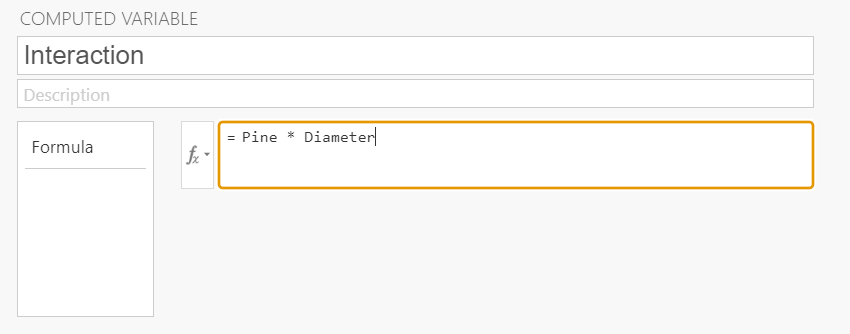 COMPUTED VARIABLE
Interaction
Description
Formula
fx
= Pine * Diameter